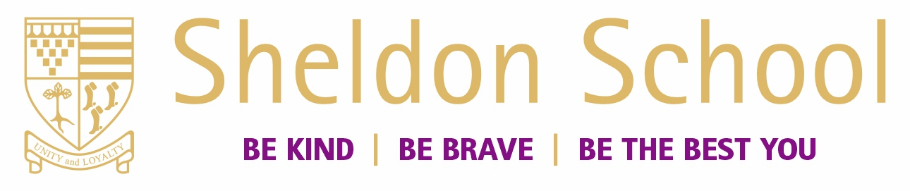 Sheldon School
BE KIND | BE BRAVE | BE THE BEST YOU
UNITY and LOYALTY